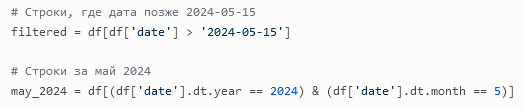 # Строки, где дата позже 2024-05-15
filtered = df[df['date'] > '2024-05-15']
# Строки за май 2024
may_2024 = df[(df['date'].dt.year == 2024) & (df['date'].dt.month == 5)]